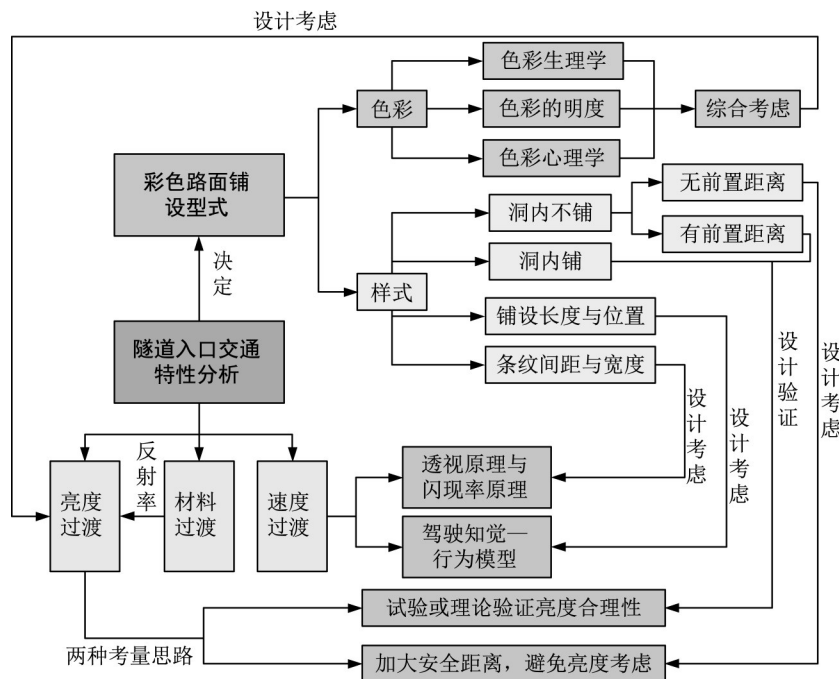 设计考虑
色彩生理学
色彩
色彩的明度
综合考虑
色彩心理学
彩色路面铺
设型式
无前置距离
洞内不铺
有前置距离
决定
洞内铺
样式
铺设长度与位置
隧道入口交通
特性分析
条纹间距与宽度
设计验证
设计考虑
设计考虑
设计考虑
反射率
亮度
过渡
材料
过渡
速度
过渡
透视原理与
闪现率原理
驾驶知觉—
行为模型
试验或理论验证亮度合理性
两种考量思路
加大安全距离，避免亮度考虑